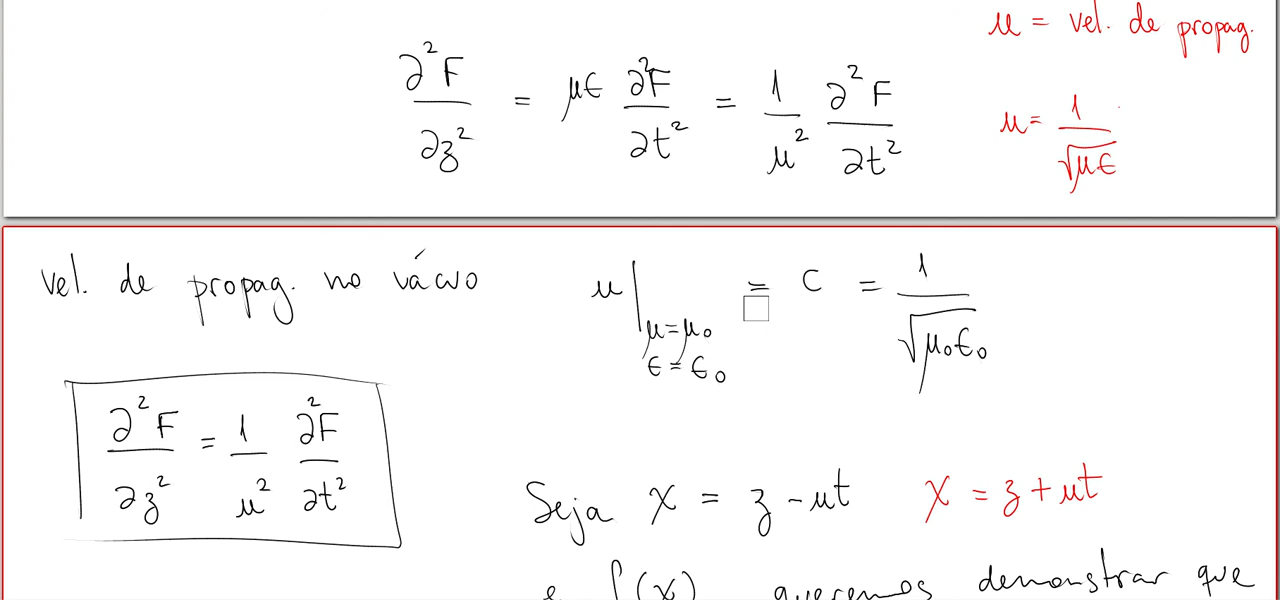 u = vel. de propag.
∂²F/∂z² = μϵ ∂²F/∂t² = 1/u² ∂²F/∂t²
u = 1/√μϵ
vel. de propag. no vácuo
u|μ=μ₀ ϵ=ϵ₀ = c = 1/√μ₀ϵ₀
∂²F/∂z² = 1/u² ∂²F/∂t²
Seja x = z - ut x = z + ut
e f(x) queremos demonstrar que